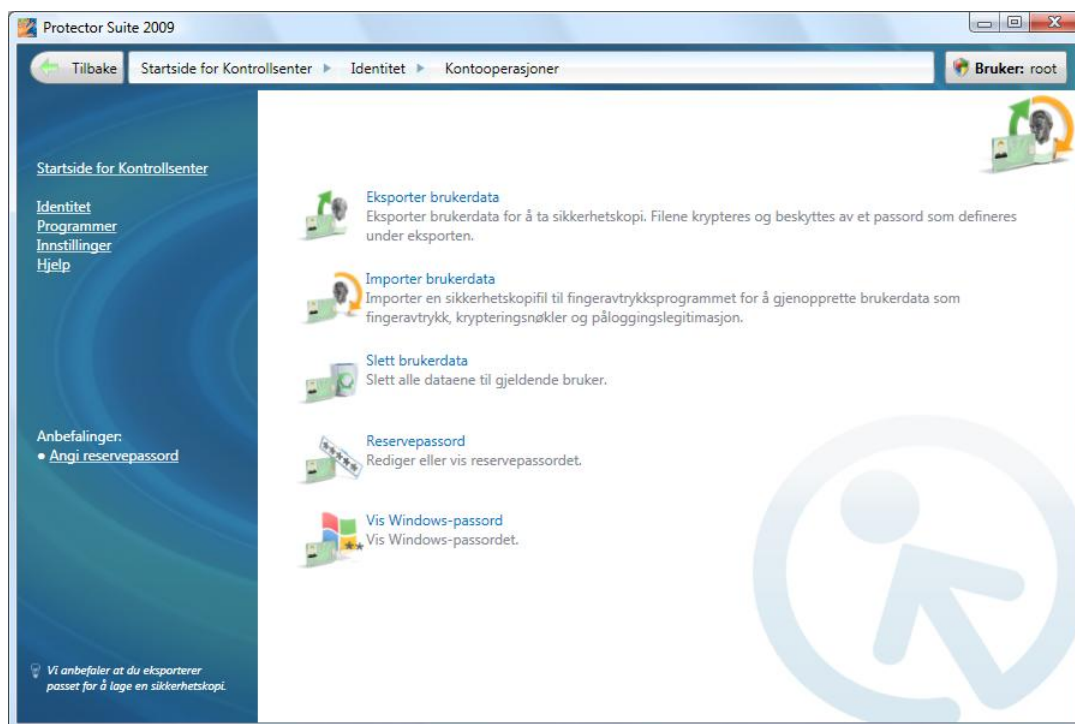 Protector Suite 2009
Tilbake
Startside for Kontrollsenter
Identitet
Kontooperasjoner
Bruker: root
Startside for Kontrollsenter
Identitet
Programmer
Innstillinger
Hjelp
Anbefalinger:
• Angi reservepassord
Vi anbefaler at du eksporterer
passet for å lage en sikkerhetskopi.
Eksporter brukerdata
Eksporter brukerdata for å ta sikkerhetskopi. Filene krypteres og beskyttes av et passord som defineres
under eksporten.
Importer brukerdata
Importer en sikkerhetskopifil til fingeravtrykksprogrammet for å gjenopprette brukerdata som
fingeravtrykk, krypteringsnøkler og påloggingslegitimasjon.
Slett brukerdata
Slett alle dataene til gjeldende bruker.
Reservepassord
Rediger eller vis reservepassordet.
Vis Windows-passord
Vis Windows-passordet.